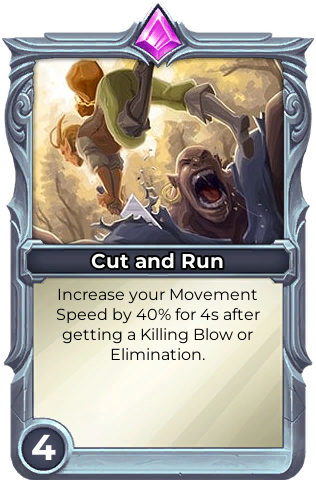 Cut and Run
Increase your Movement
Speed by 40% for 4s after
getting a Killing Blow or
Elimination.
4